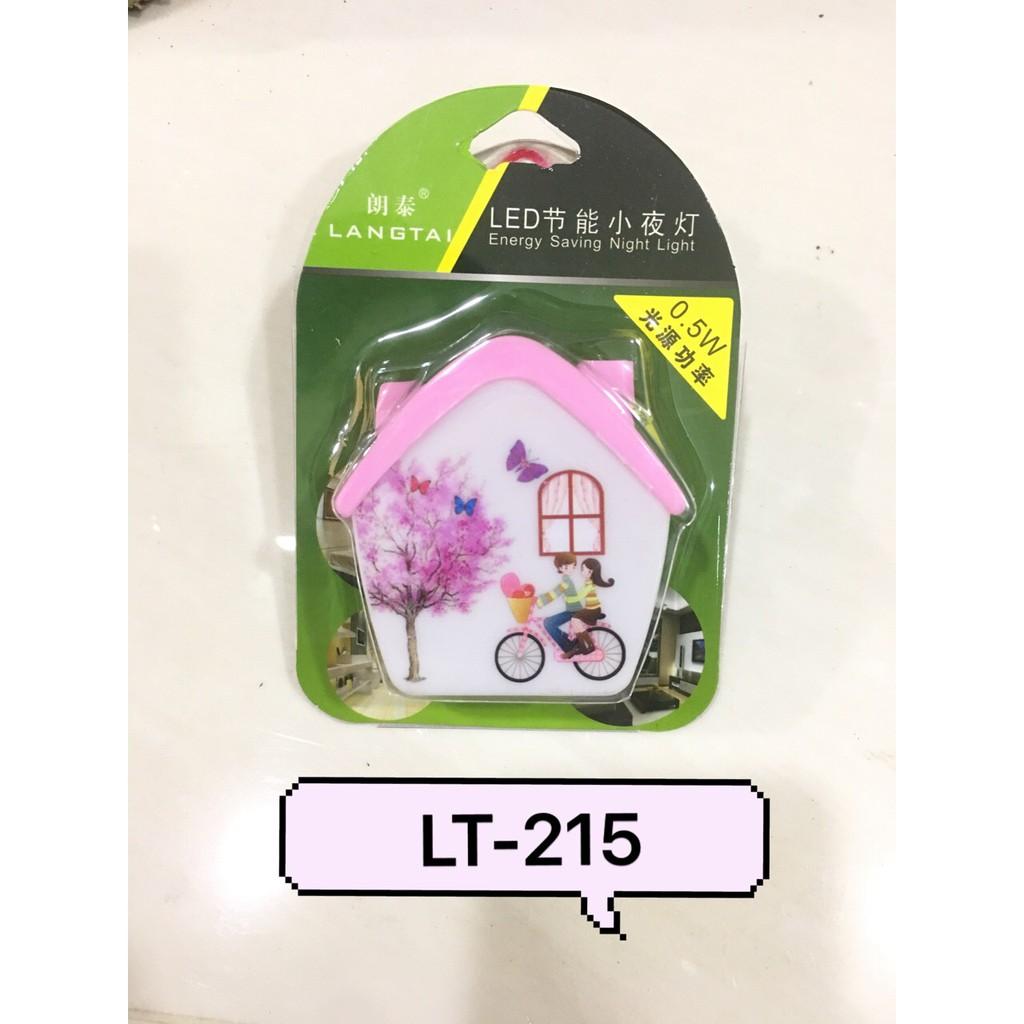 朗泰®
LANGTAI
LED节能小夜灯
Energy Saving Night Light
0.5W
光源功率
LT-215